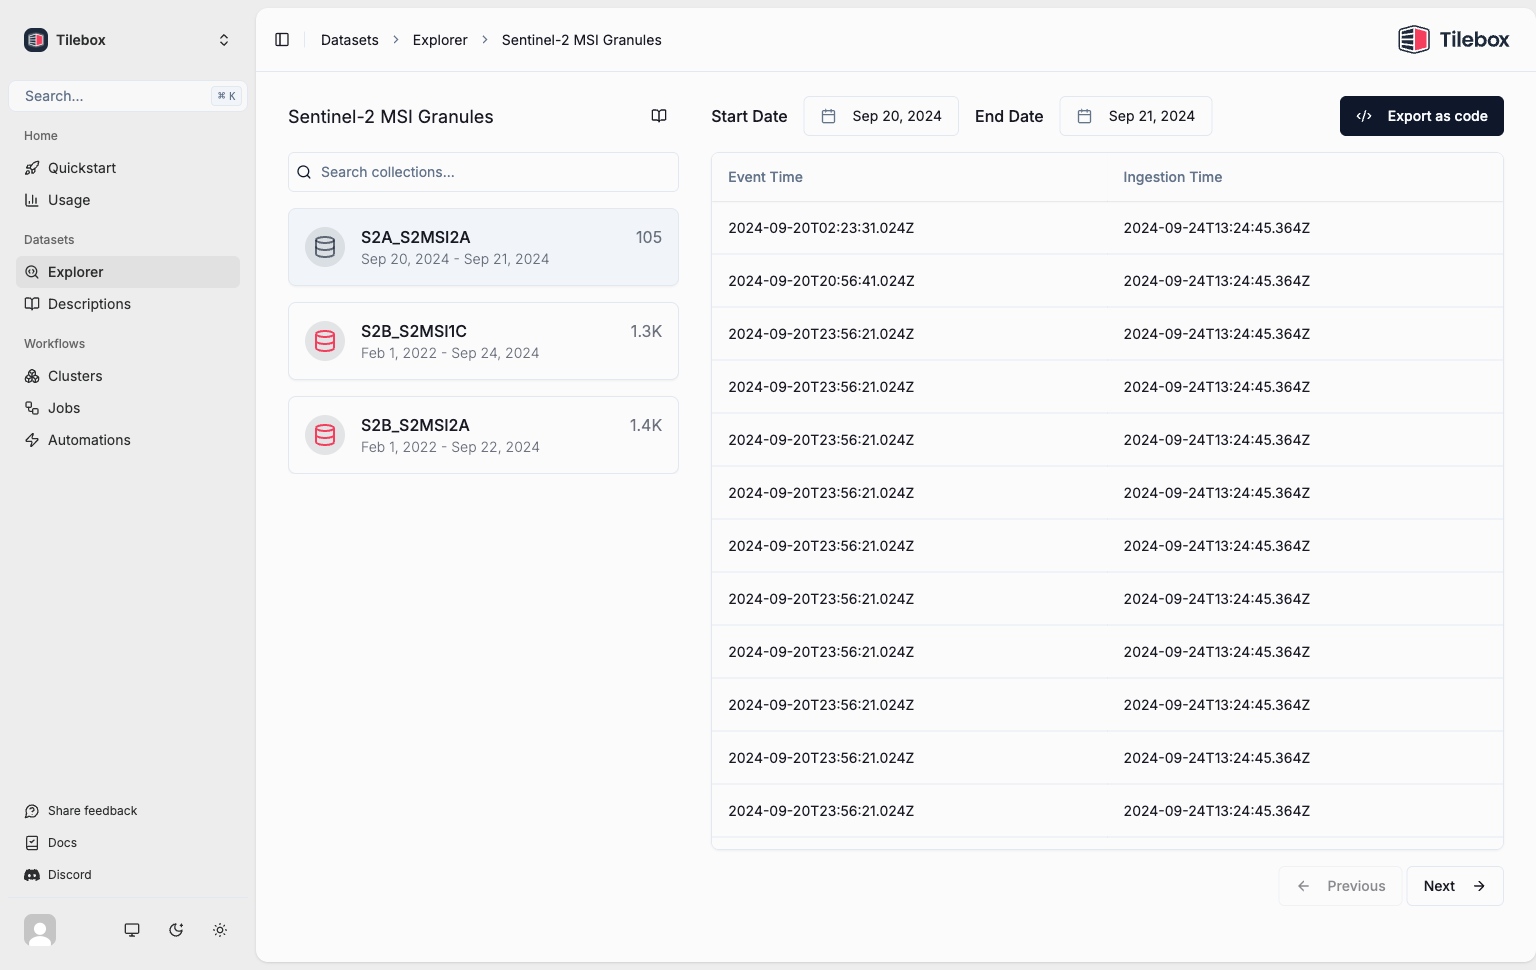 Tilebox
Search...
⌘ K
Home
Quickstart
Usage
Datasets
Explorer
Descriptions
Workflows
Clusters
Jobs
Automations
Share feedback
Docs
Discord
Datasets > Explorer > Sentinel-2 MSI Granules
Tilebox
Sentinel-2 MSI Granules
Search collections...
S2A_S2MSI2A 105
Sep 20, 2024 - Sep 21, 2024
S2B_S2MSI1C 1.3K
Feb 1, 2022 - Sep 24, 2024
S2B_S2MSI2A 1.4K
Feb 1, 2022 - Sep 22, 2024
Start Date Sep 20, 2024 End Date Sep 21, 2024 Export as code
Event Time Ingestion Time
2024-09-20T02:23:31.024Z 2024-09-24T13:24:45.364Z
2024-09-20T20:56:41.024Z 2024-09-24T13:24:45.364Z
2024-09-20T23:56:21.024Z 2024-09-24T13:24:45.364Z
2024-09-20T23:56:21.024Z 2024-09-24T13:24:45.364Z
2024-09-20T23:56:21.024Z 2024-09-24T13:24:45.364Z
2024-09-20T23:56:21.024Z 2024-09-24T13:24:45.364Z
2024-09-20T23:56:21.024Z 2024-09-24T13:24:45.364Z
2024-09-20T23:56:21.024Z 2024-09-24T13:24:45.364Z
2024-09-20T23:56:21.024Z 2024-09-24T13:24:45.364Z
2024-09-20T23:56:21.024Z 2024-09-24T13:24:45.364Z
2024-09-20T23:56:21.024Z 2024-09-24T13:24:45.364Z
2024-09-20T23:56:21.024Z 2024-09-24T13:24:45.364Z
Previous Next